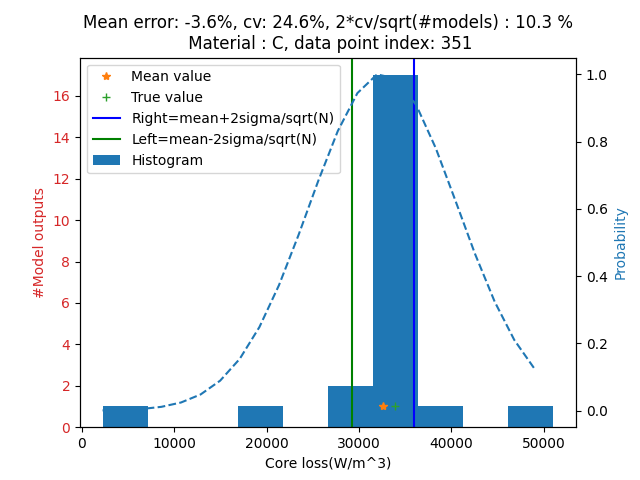 Mean error: -3.6%, cv: 24.6%, 2*cv/sqrt(#models) : 10.3 %
Material : C, data point index: 351
Mean value
True value
Right=mean+2sigma/sqrt(N)
Left=mean-2sigma/sqrt(N)
Histogram
#Model outputs
16
14
12
10
8
6
4
2
0
1.0
0.8
0.6
0.4
0.2
0.0
Probability
0
10000
20000
30000
40000
50000
Core loss(W/m^3)